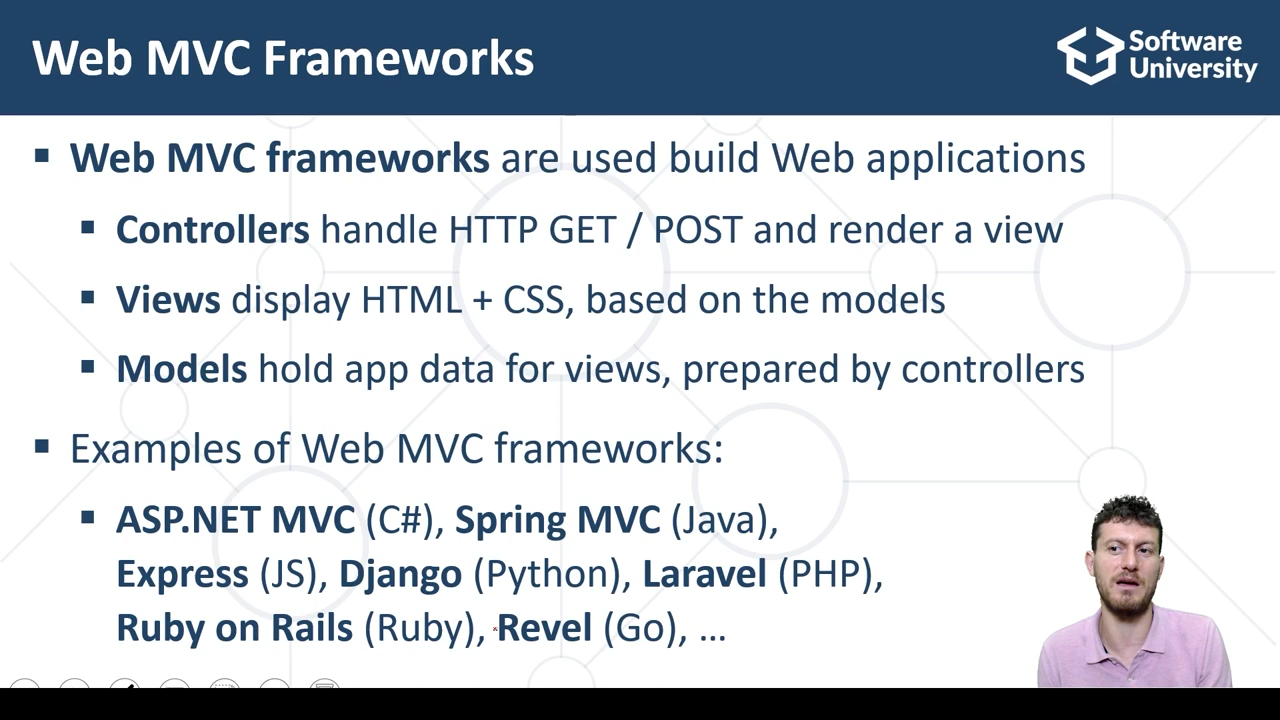 Web MVC Frameworks
Software
University
▪ Web MVC frameworks are used build Web applications
▪ Controllers handle HTTP GET / POST and render a view
▪ Views display HTML + CSS, based on the models
▪ Models hold app data for views, prepared by controllers
▪ Examples of Web MVC frameworks:
▪ ASP.NET MVC (C#), Spring MVC (Java),
Express (JS), Django (Python), Laravel (PHP),
Ruby on Rails (Ruby), Revel (Go), …